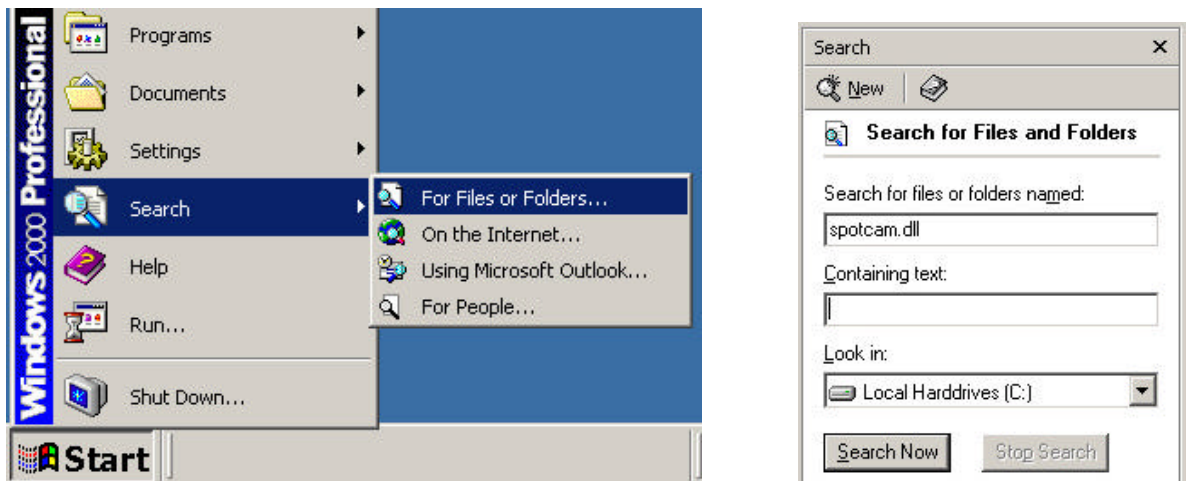 Windows 2000 Professional
Programs
Documents
Settings
Search
Help
Run...
Shut Down...
For Files or Folders...
On the Internet...
Using Microsoft Outlook...
For People...
Start
Search
New
Search for Files and Folders
Search for files or folders named:
spotcam.dll
Containing text:
Look in:
Local Harddrives (C:)
Search Now Stop Search